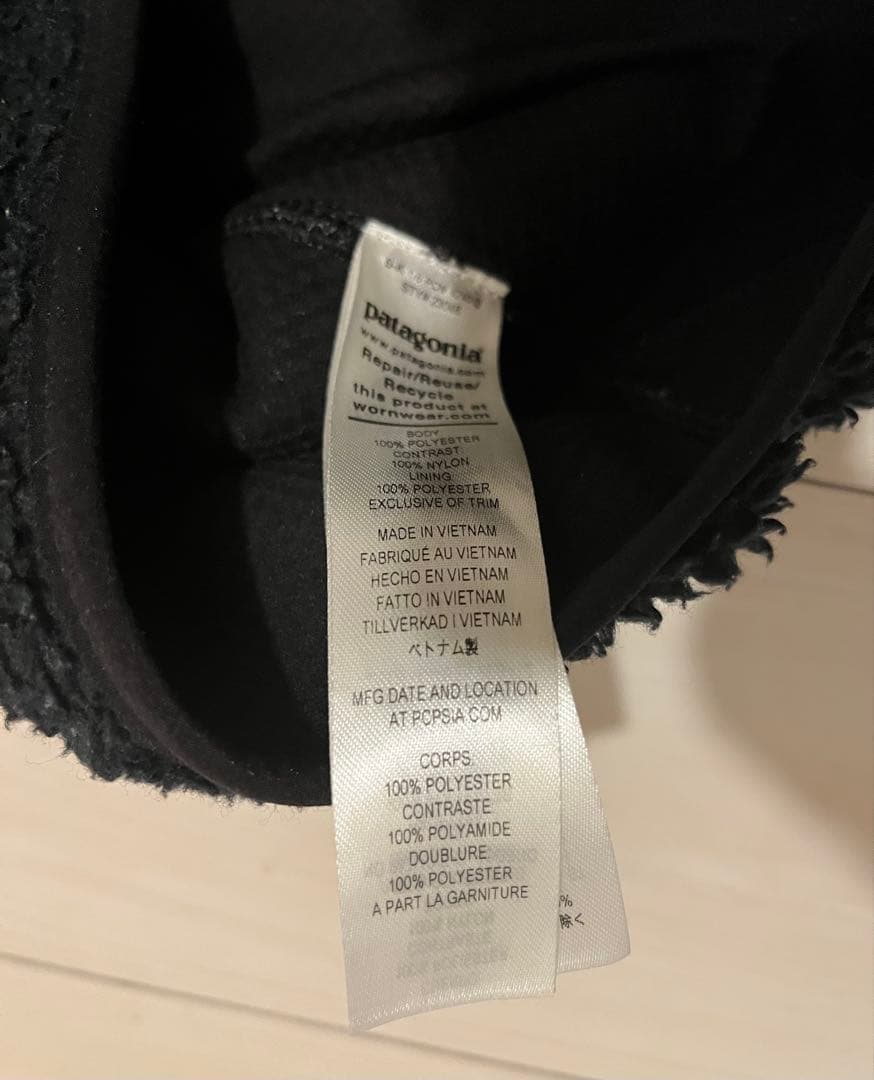 patagonia
www.patagonia.com
Repair/Reuse/
Recycle
this product at
wornwear.com
BODY
100% POLYESTER
CONTRAST
100% NYLON
LINING
100% POLYESTER
EXCLUSIVE OF TRIM
MADE IN VIETNAM
FABRIQUÉ AU VIETNAM
HECHO EN VIETNAM
FATTO IN VIETNAM
TILLVERKAD I VIETNAM
ベトナム製
MFG DATE AND LOCATION
AT PCPSIA COM
CORPS
100% POLYESTER
CONTRASTE
100% POLYAMIDE
DOUBLURE
100% POLYESTER
A PART LA GARNITURE
%
除く